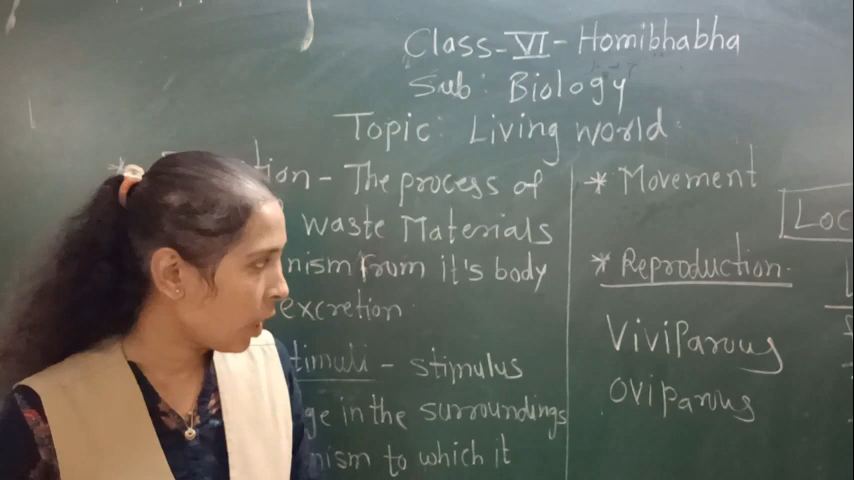 Class-VI-Homibhabha
Sub: Biology
Topic: Living world
tion - The process of
waste Materials
nism from it's body
excretion
timuli - stimulus
ge in the surroundings
nism to which it
* Movement
* Reproduction.
Viviparous
oviparous
Loc